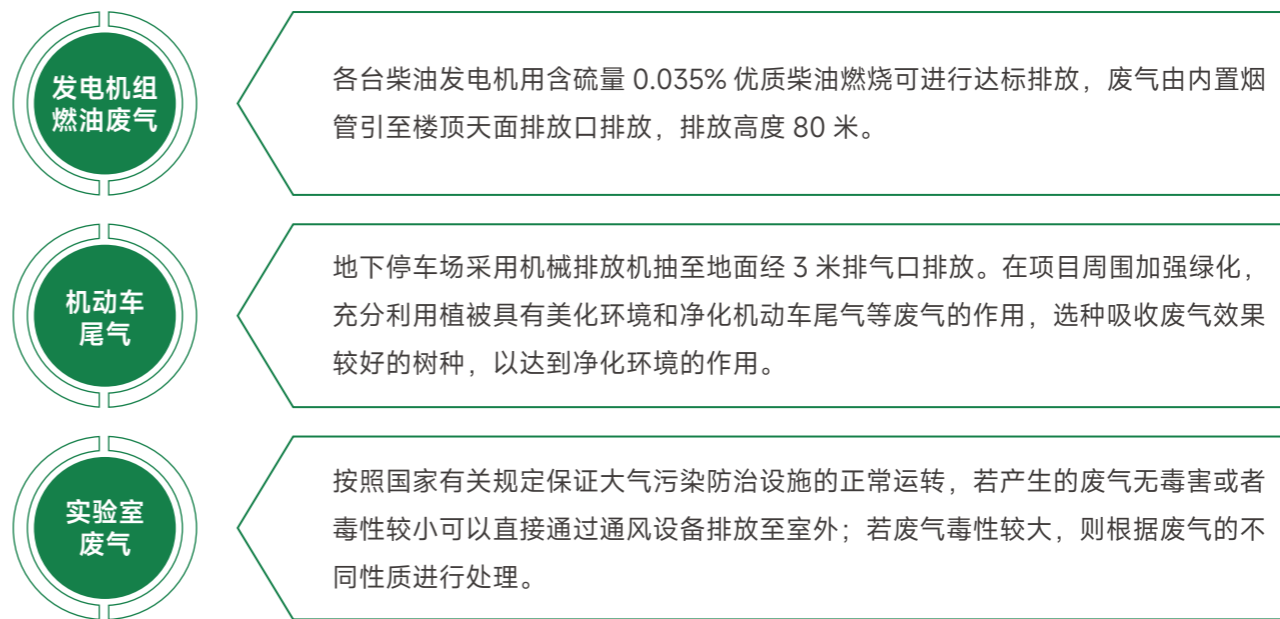 发电机组
燃油废气
各台柴油发电机用含硫量 0.035% 优质柴油燃烧可进行达标排放，废气由内置烟
管引至楼顶天面排放口排放，排放高度 80 米。
机动车
尾气
地下停车场采用机械排放机抽至地面经 3 米排气口排放。在项目周围加强绿化，
充分利用植被具有美化环境和净化机动车尾气等废气的作用，选种吸收废气效果
较好的树种，以达到净化环境的作用。
实验室
废气
按照国家有关规定保证大气污染防治设施的正常运转，若产生的废气无毒害或者
毒性较小可以直接通过通风设备排放至室外；若废气毒性较大，则根据废气的不
同性质进行处理。